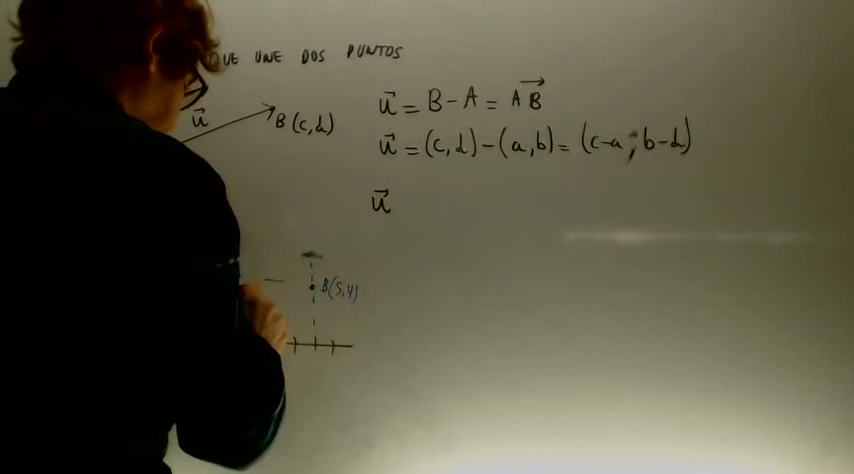 QUE UNE DOS PUNTOS
u⃗ = B - A = AB⃗
u⃗ B(c,d)
u⃗ = (c,d) - (a,b) = (c-a; b-d)
u⃗
B(5,4)